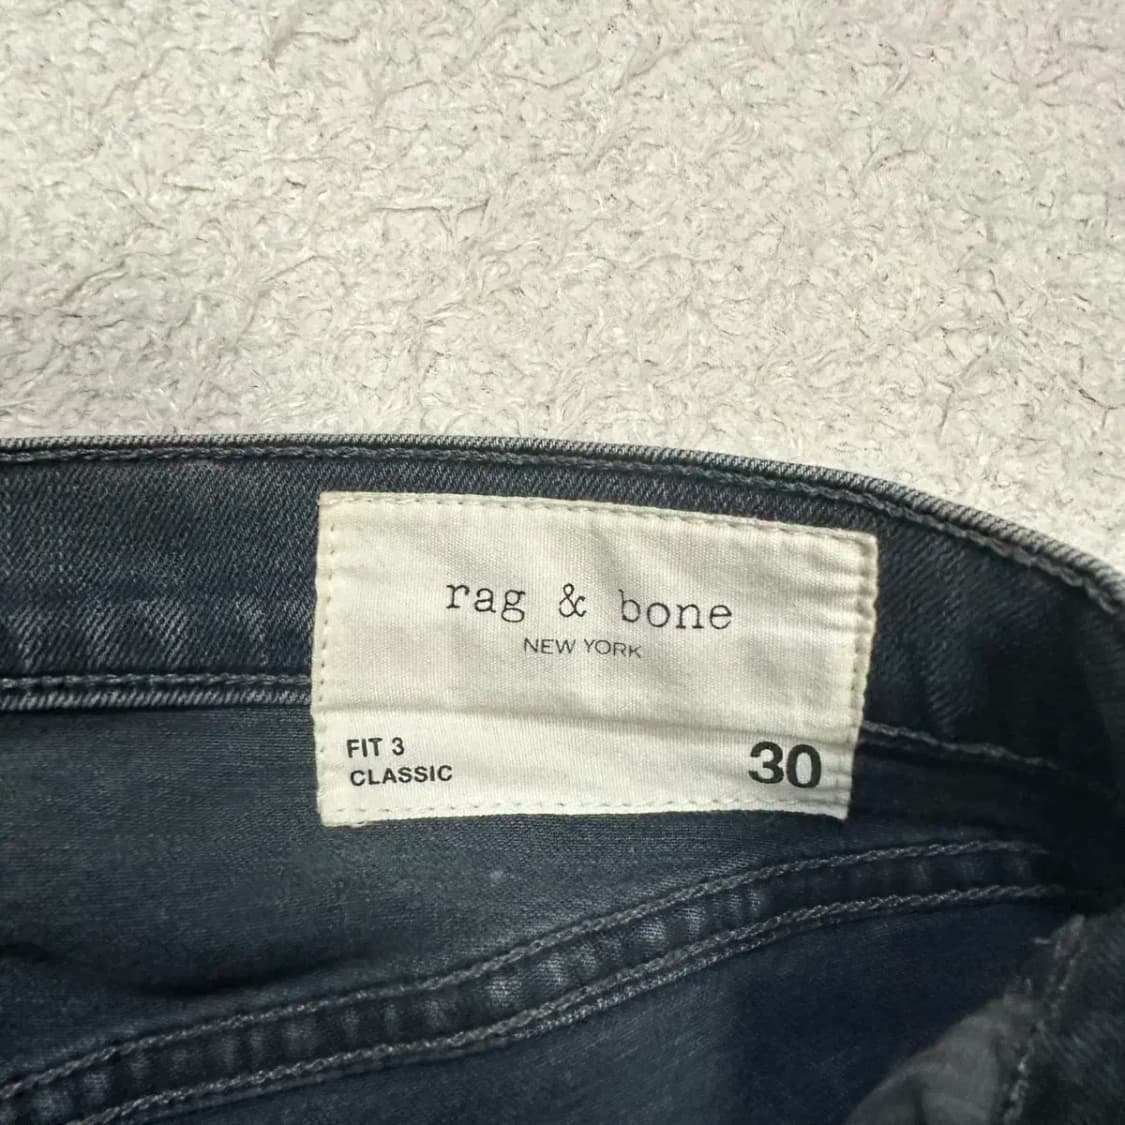 rag & bone
NEW YORK
FIT 3
CLASSIC
30